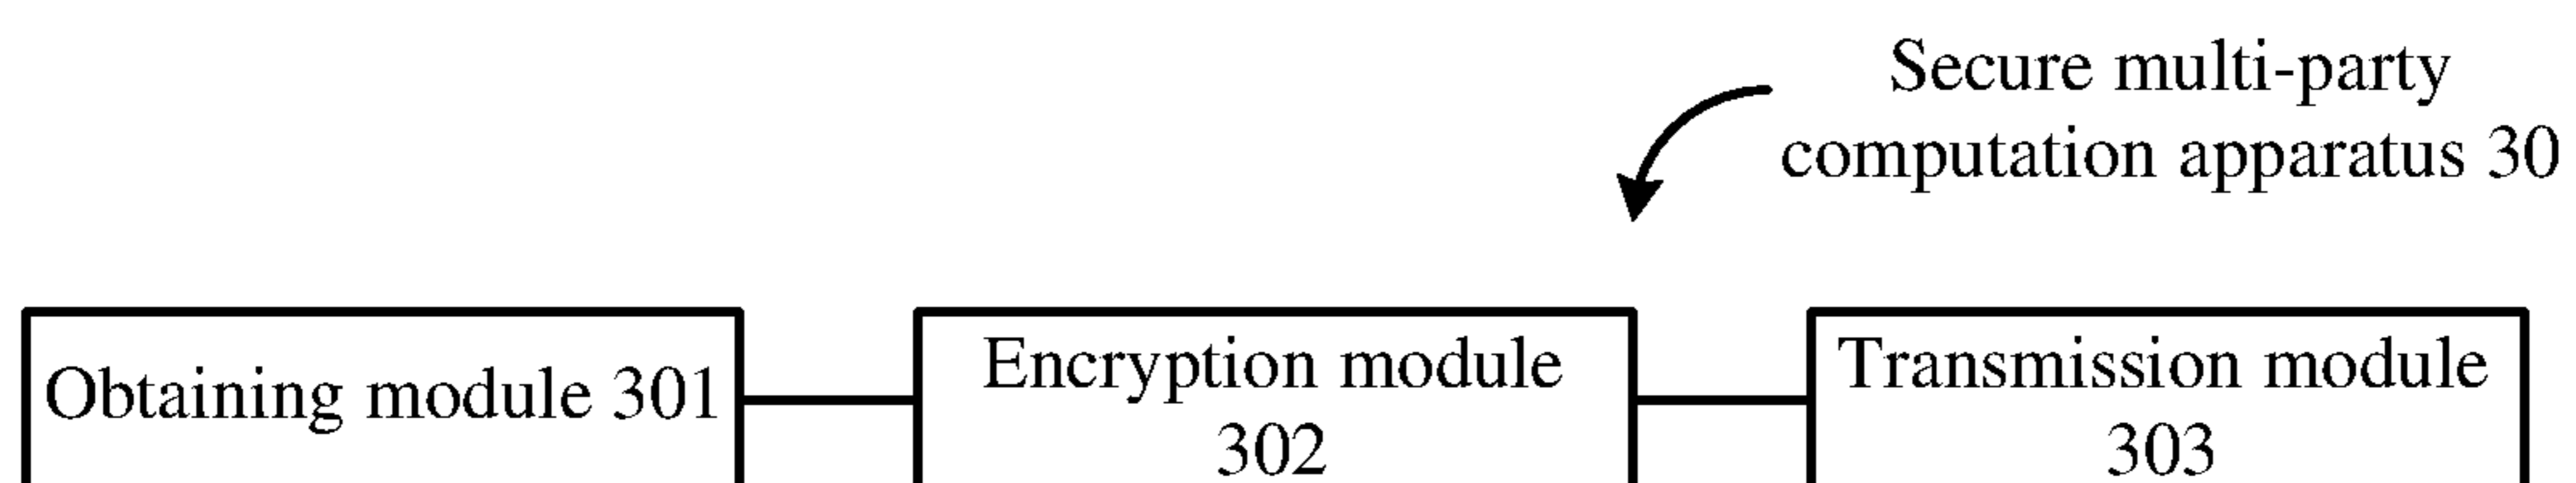 Secure multi-party
computation apparatus 30
Obtaining module 301
Encryption module
302
Transmission module
303